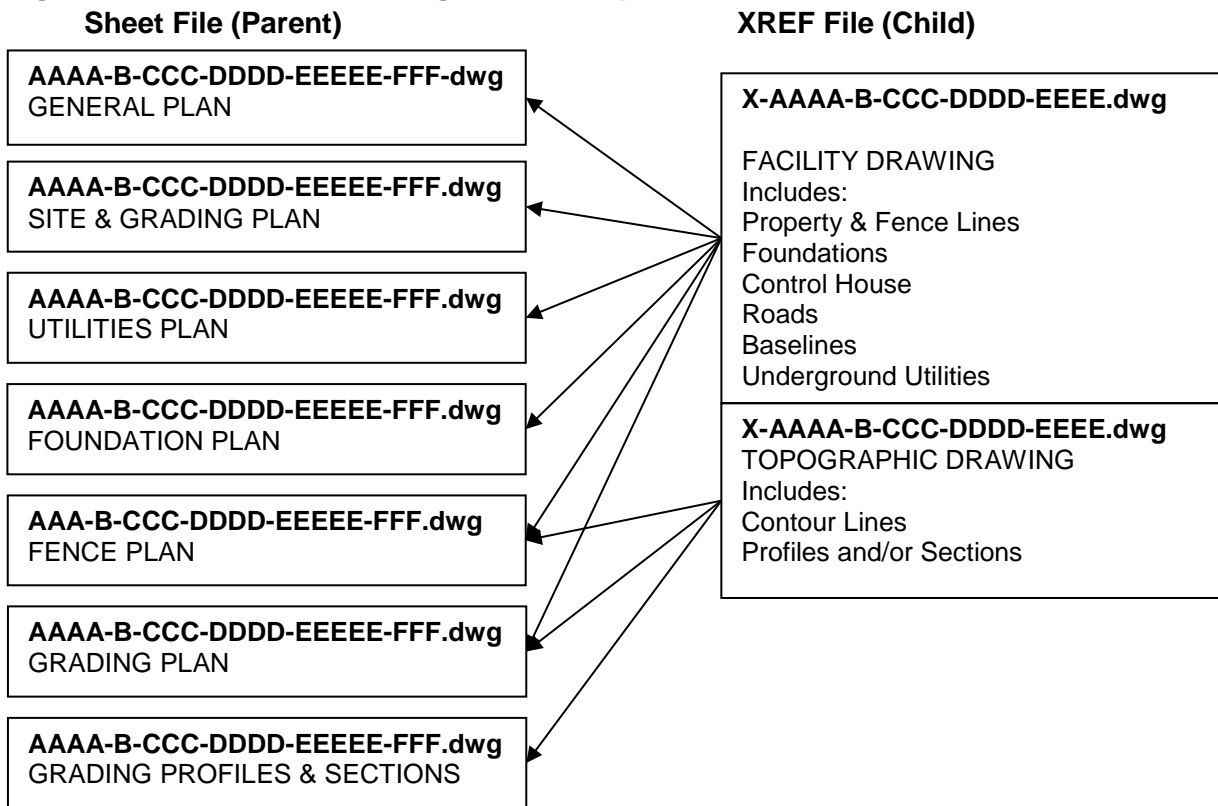 Sheet File (Parent)
XREF File (Child)
AAAA-B-CCC-DDDD-EEEEE-FFF-dwg
GENERAL PLAN
AAAA-B-CCC-DDDD-EEEEE-FFF.dwg
SITE & GRADING PLAN
AAAA-B-CCC-DDDD-EEEEE-FFF.dwg
UTILITIES PLAN
AAAA-B-CCC-DDDD-EEEEE-FFF.dwg
FOUNDATION PLAN
AAA-B-CCC-DDDD-EEEEE-FFF.dwg
FENCE PLAN
AAAA-B-CCC-DDDD-EEEEE-FFF.dwg
GRADING PLAN
AAAA-B-CCC-DDDD-EEEEE-FFF.dwg
GRADING PROFILES & SECTIONS
X-AAAA-B-CCC-DDDD-EEEE.dwg
FACILITY DRAWING
Includes:
Property & Fence Lines
Foundations
Control House
Roads
Baselines
Underground Utilities
X-AAAA-B-CCC-DDDD-EEEE.dwg
TOPOGRAPHIC DRAWING
Includes:
Contour Lines
Profiles and/or Sections